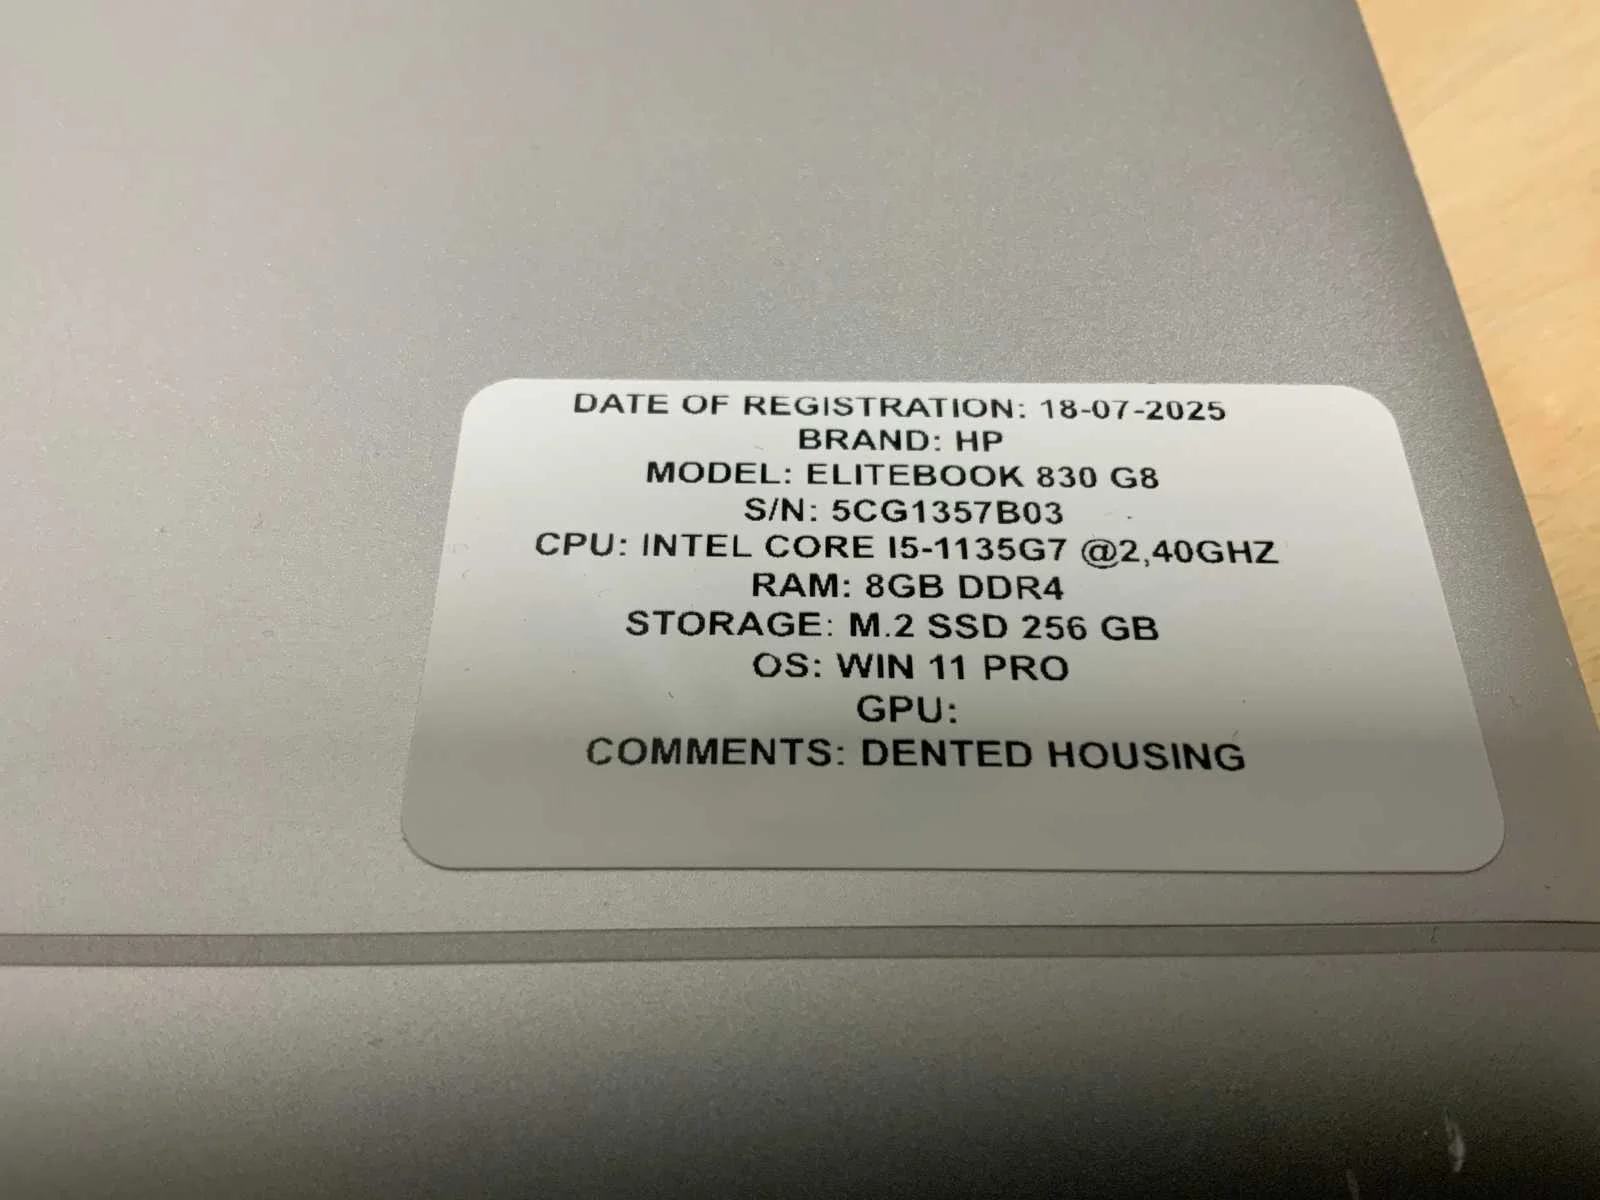 DATE OF REGISTRATION: 18-07-2025
BRAND: HP
MODEL: ELITEBOOK 830 G8
S/N: 5CG1357B03
CPU: INTEL CORE I5-1135G7 @2,40GHZ
RAM: 8GB DDR4
STORAGE: M.2 SSD 256 GB
OS: WIN 11 PRO
GPU:
COMMENTS: DENTED HOUSING